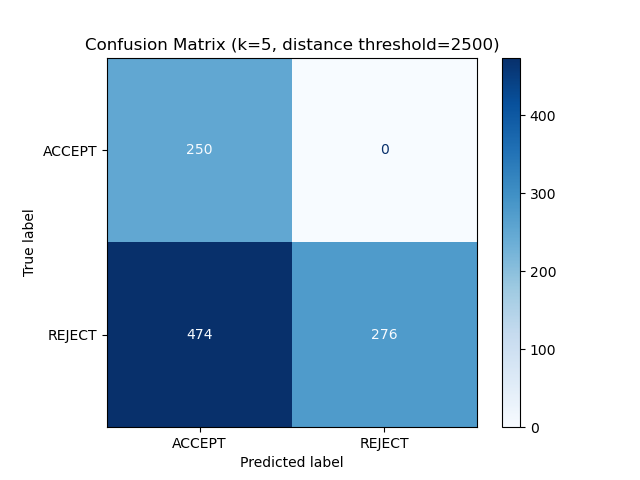 Confusion Matrix (k=5, distance threshold=2500)
True label
ACCEPT
250
0
REJECT
474
276
ACCEPT
REJECT
Predicted label
400
300
200
100
0